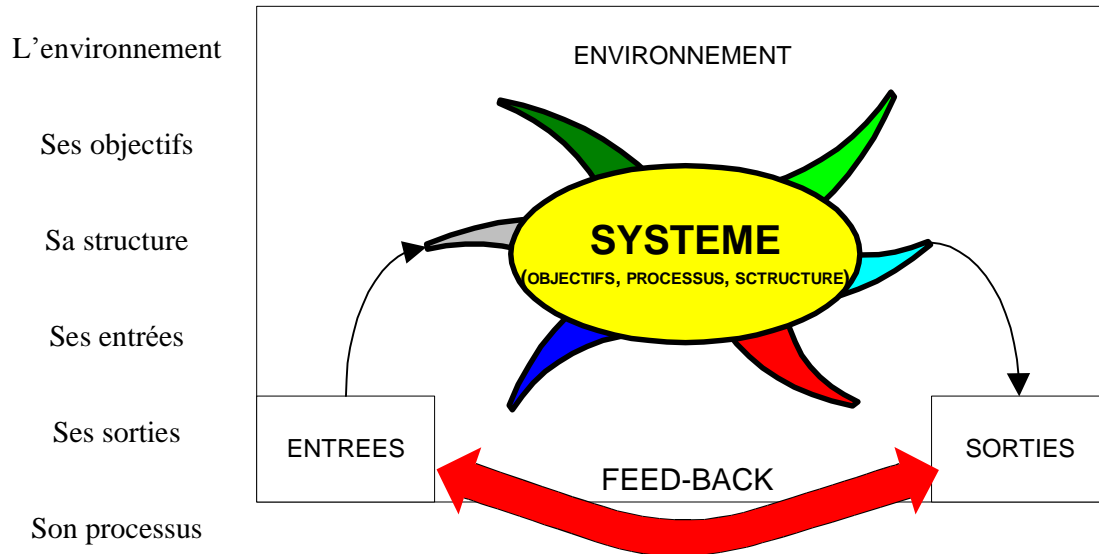 L'environnement
Ses objectifs
Sa structure
Ses entrées
Ses sorties
Son processus
ENVIRONNEMENT
SYSTEME
(OBJECTIFS, PROCESSUS, SCTRUCTURE)
ENTREES
FEED-BACK
SORTIES